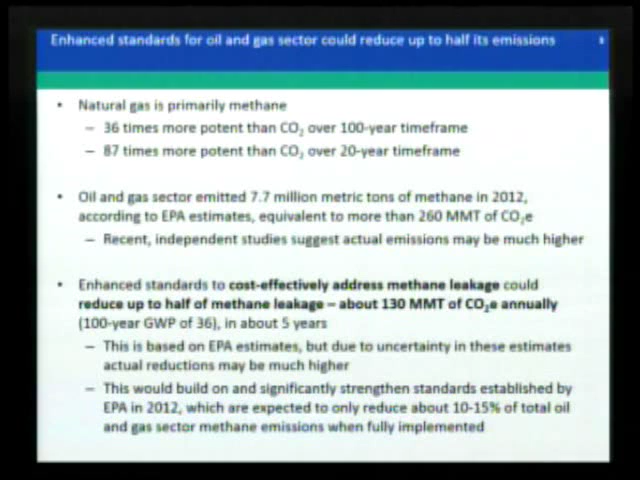 Enhanced standards for oil and gas sector could reduce up to half its emissions
• Natural gas is primarily methane
– 36 times more potent than CO₂ over 100-year timeframe
– 87 times more potent than CO₂ over 20-year timeframe
• Oil and gas sector emitted 7.7 million metric tons of methane in 2012,
according to EPA estimates, equivalent to more than 260 MMT of CO₂e
– Recent, independent studies suggest actual emissions may be much higher
• Enhanced standards to cost-effectively address methane leakage could
reduce up to half of methane leakage – about 130 MMT of CO₂e annually
(100-year GWP of 36), in about 5 years
– This is based on EPA estimates, but due to uncertainty in these estimates
actual reductions may be much higher
– This would build on and significantly strengthen standards established by
EPA in 2012, which are expected to only reduce about 10-15% of total oil
and gas sector methane emissions when fully implemented